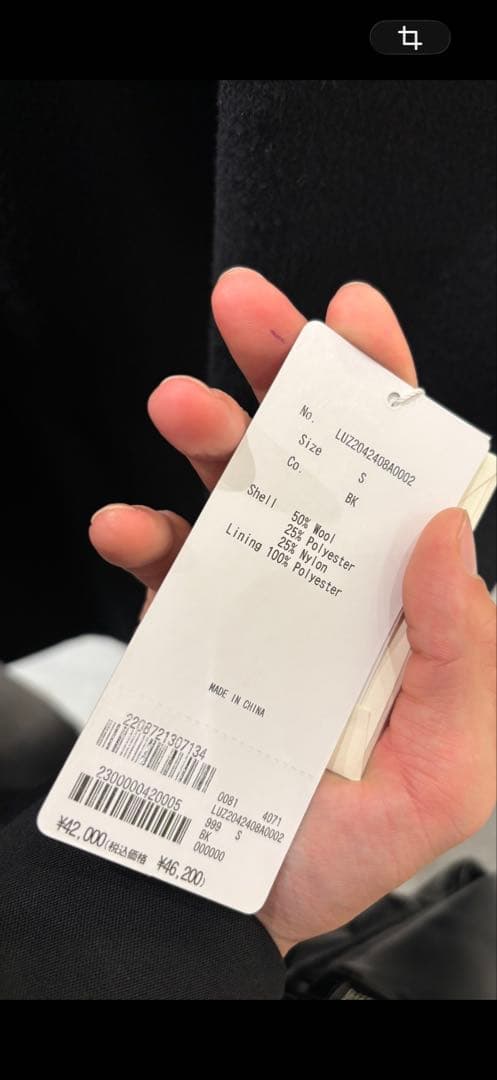 No. LUZ2042408A0002
Size S
Co. BK
Shell 50% Wool
25% Polyester
25% Nylon
Lining 100% Polyester
MADE IN CHINA
2208721307134
2300000420005
0081 4071
LUZ2042408A0002
999 S
BK
000000
¥42,000(税込価格 ¥46,200)